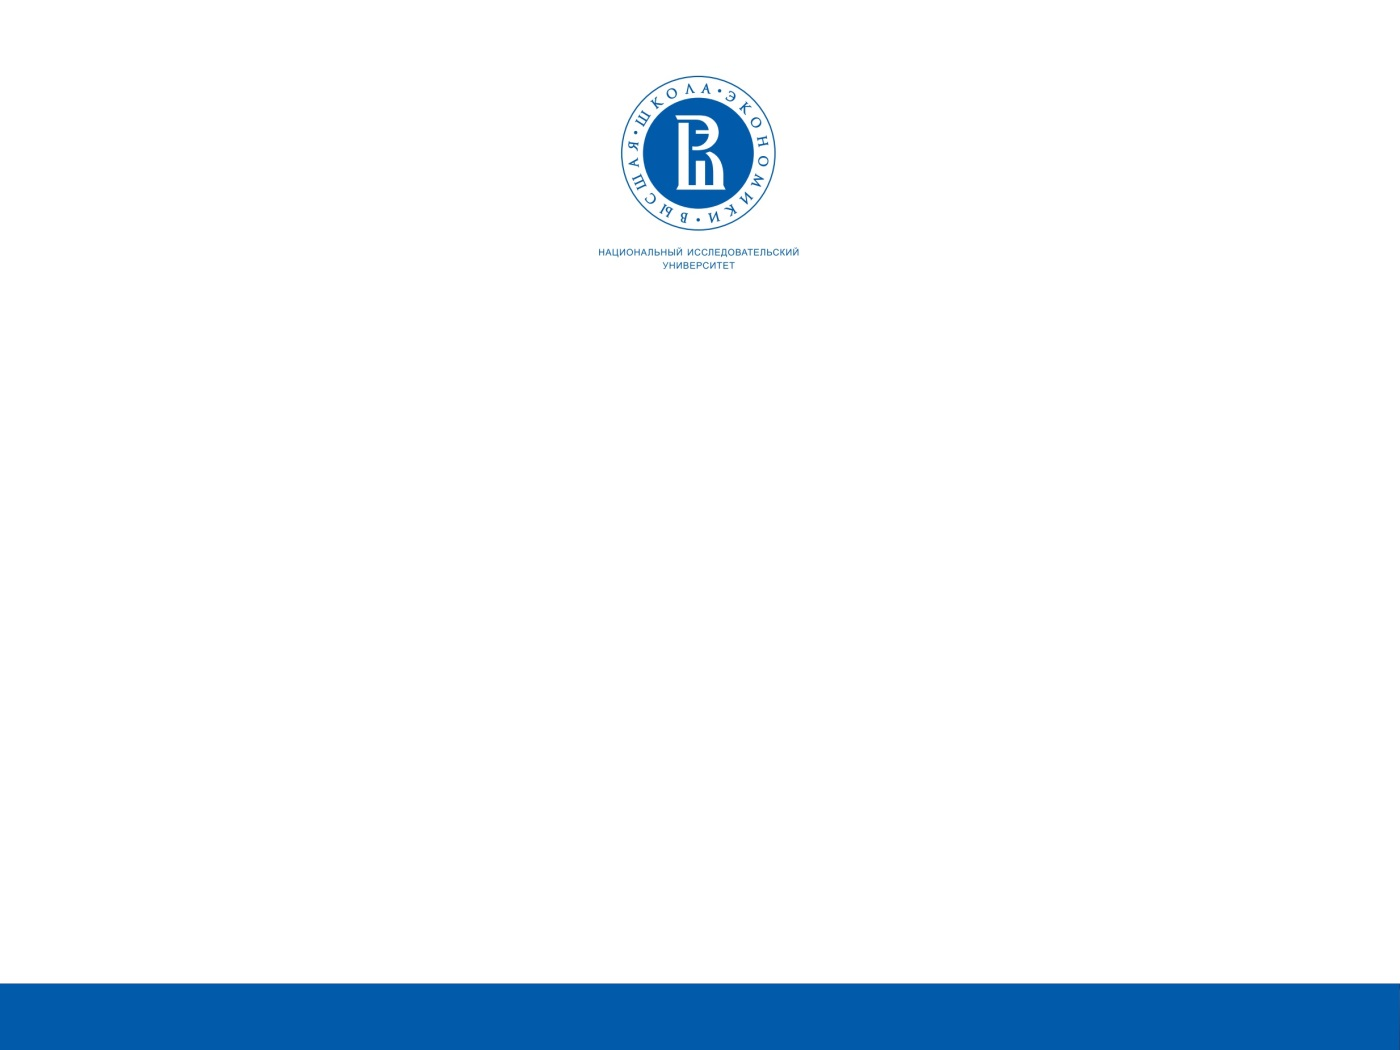 ВЫСШАЯ • ШКОЛА • ЭКОНОМИКИ •
НАЦИОНАЛЬНЫЙ ИССЛЕДОВАТЕЛЬСКИЙ
УНИВЕРСИТЕТ